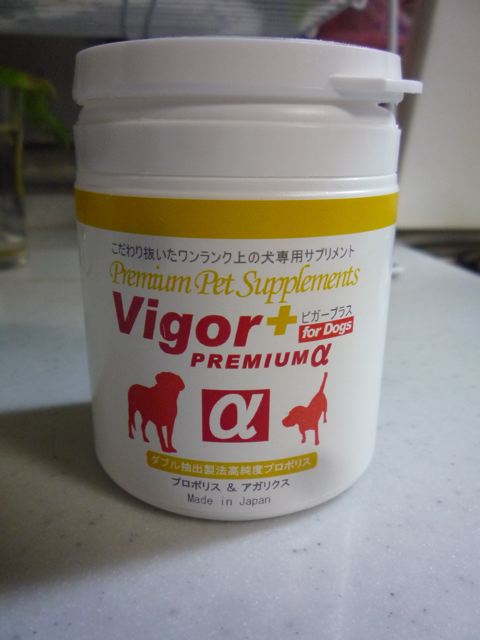 こだわり抜いたワンランク上の犬専用サプリメント
Premium Pet Supplements
Vigor+ ビガープラス
for Dogs
PREMIUMα
α
ダブル抽出製法高純度プロポリス
プロポリス & アガリクス
Made in Japan